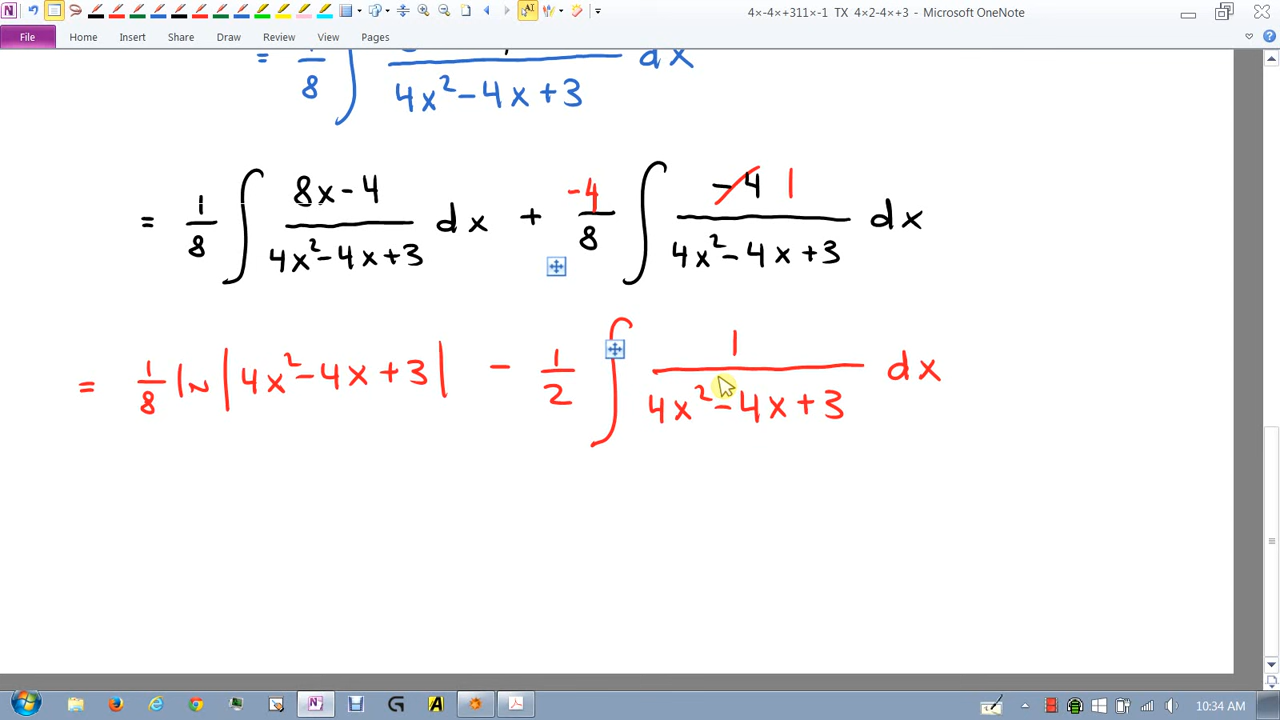 4x-4x+311x-1 TX 4x2-4x+3 - Microsoft OneNote
File Home Insert Share Draw Review View Pages
= 1/8 ∫ / 4x²-4x+3 dx
= 1/8 ∫ 8x-4 / 4x²-4x+3 dx + -4/8 ∫ -4 1 / 4x²-4x+3 dx
= 1/8 ln|4x²-4x+3| - 1/2 ∫ 1 / 4x²-4x+3 dx
10:34 AM